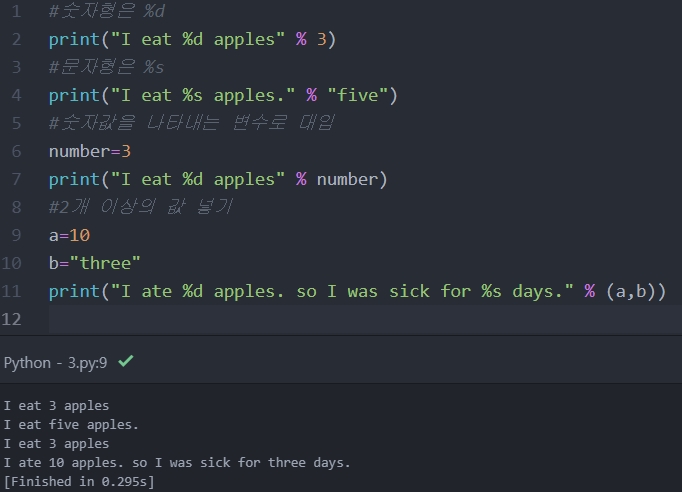 1 #숫자형은 %d
2 print("I eat %d apples" % 3)
3 #문자형은 %s
4 print("I eat %s apples." % "five")
5 #숫자값을 나타내는 변수로 대입
6 number=3
7 print("I eat %d apples" % number)
8 #2개 이상의 값 넣기
9 a=10
10 b="three"
11 print("I ate %d apples. so I was sick for %s days." % (a,b))
12
Python - 3.py:9
I eat 3 apples
I eat five apples.
I eat 3 apples
I ate 10 apples. so I was sick for three days.
[Finished in 0.295s]